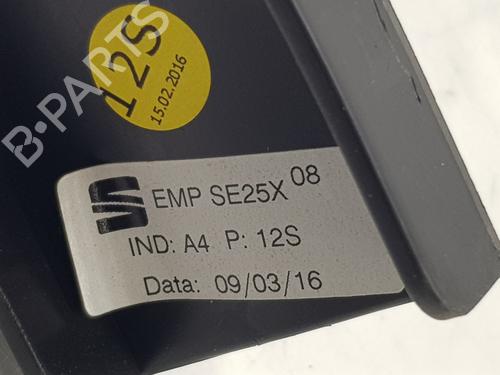 12S
15.02.2016
B-PARTS
EMP SE25X 08
IND: A4 P: 12S
Data: 09/03/16